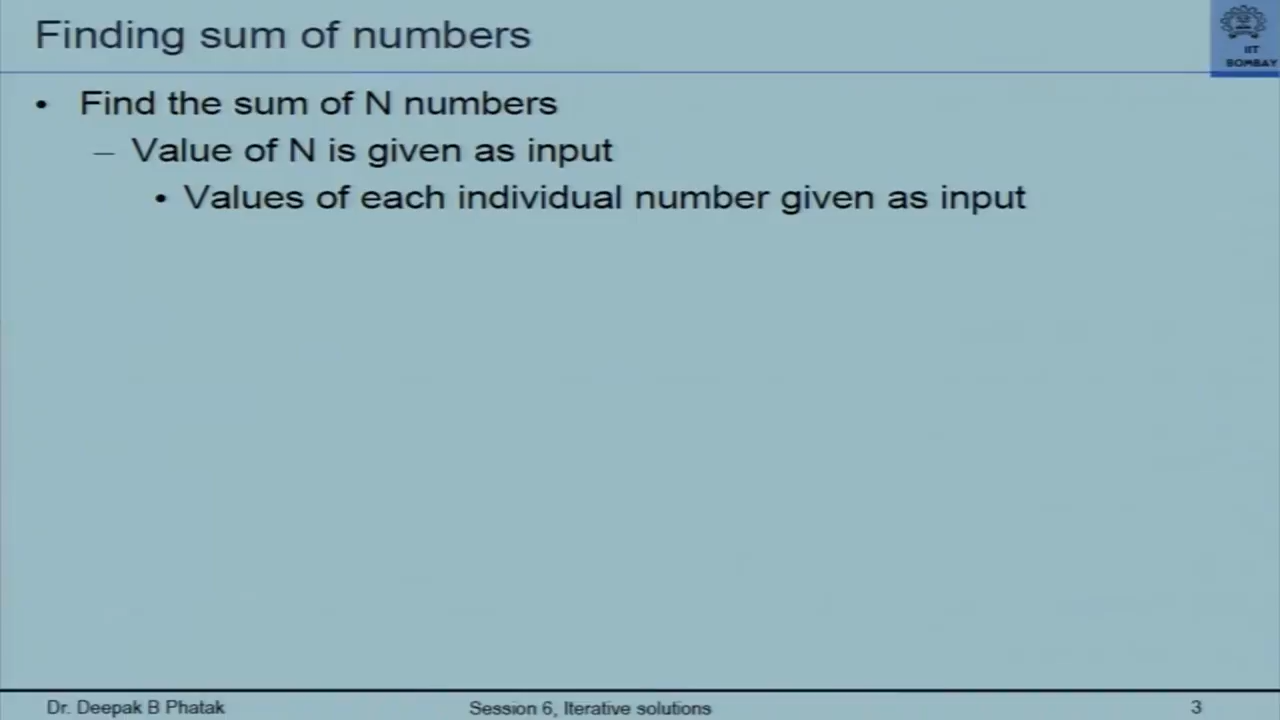 Finding sum of numbers
IIT
BOMBAY
• Find the sum of N numbers
– Value of N is given as input
• Values of each individual number given as input
Dr. Deepak B Phatak
Session 6, Iterative solutions
3